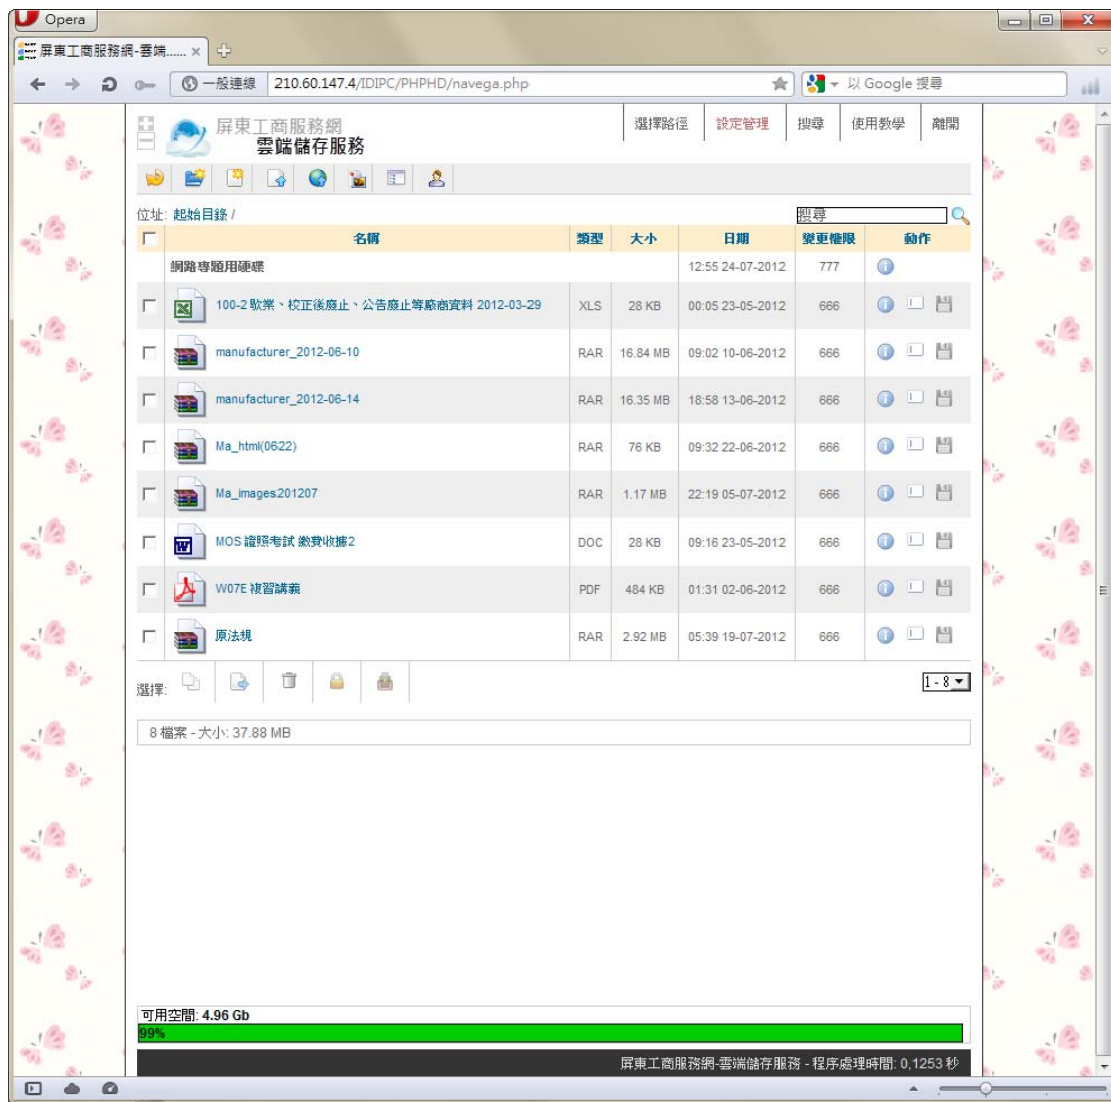 Opera
屏東工商服務網-雲端......
一般連線 210.60.147.4/IDIPC/PHPHD/navega.php 以 Google 搜尋
屏東工商服務網
雲端儲存服務
選擇路徑 設定管理 搜尋 使用教學 離開
位址: 起始目錄 / 搜尋
名稱 類型 大小 日期 變更權限 動作
網路專題用硬碟 12:55 24-07-2012 777
100-2 歇業、校正後廢止、公告廢止等廠商資料 2012-03-29 XLS 28 KB 00:05 23-05-2012 666
manufacturer_2012-06-10 RAR 16.84 MB 09:02 10-06-2012 666
manufacturer_2012-06-14 RAR 16.35 MB 18:58 13-06-2012 666
Ma_html(0622) RAR 76 KB 09:32 22-06-2012 666
Ma_images201207 RAR 1.17 MB 22:19 05-07-2012 666
MOS 證照考試 繳費收據2 DOC 28 KB 09:16 23-05-2012 666
W07E 複習講義 PDF 484 KB 01:31 02-06-2012 666
原法規 RAR 2.92 MB 05:39 19-07-2012 666
選擇: 1 - 8
8 檔案 - 大小: 37.88 MB
可用空間: 4.96 Gb
99%
屏東工商服務網-雲端儲存服務 - 程序處理時間: 0,1253 秒